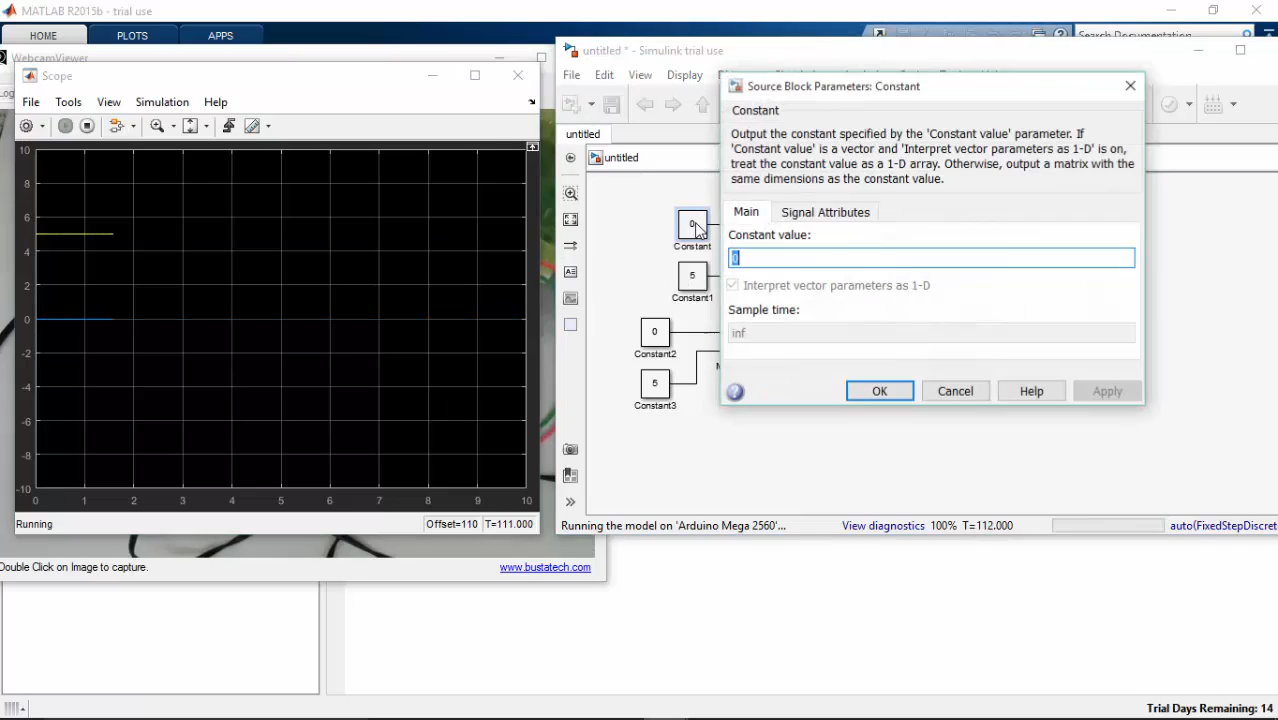 MATLAB R2015b - trial use
HOME
PLOTS
APPS
Search Documentation
WebcamViewer
Scope
File
Tools
View
Simulation
Help
10
8
6
4
2
0
-2
-4
-6
-8
-10
0
1
2
3
4
5
6
7
8
9
10
Running
Offset=110
T=111.000
Double Click on Image to capture.
www.bustatech.com
untitled * - Simulink trial use
File
Edit
View
Display
untitled
untitled
0
Constant
5
Constant1
0
Constant2
5
Constant3
Source Block Parameters: Constant
Constant
Output the constant specified by the 'Constant value' parameter. If
'Constant value' is a vector and 'Interpret vector parameters as 1-D' is on,
treat the constant value as a 1-D array. Otherwise, output a matrix with the
same dimensions as the constant value.
Main
Signal Attributes
Constant value:
0
Interpret vector parameters as 1-D
Sample time:
inf
OK
Cancel
Help
Apply
Running the model on 'Arduino Mega 2560'...
View diagnostics
100%
T=112.000
auto(FixedStepDiscret
Trial Days Remaining: 14